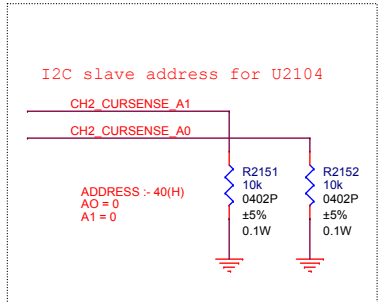 I2C slave address for U2104
CH2_CURSENSE_A1
CH2_CURSENSE_A0
R2151
10k
0402P
±5%
0.1W
R2152
10k
0402P
±5%
0.1W
ADDRESS :- 40(H)
AO = 0
A1 = 0